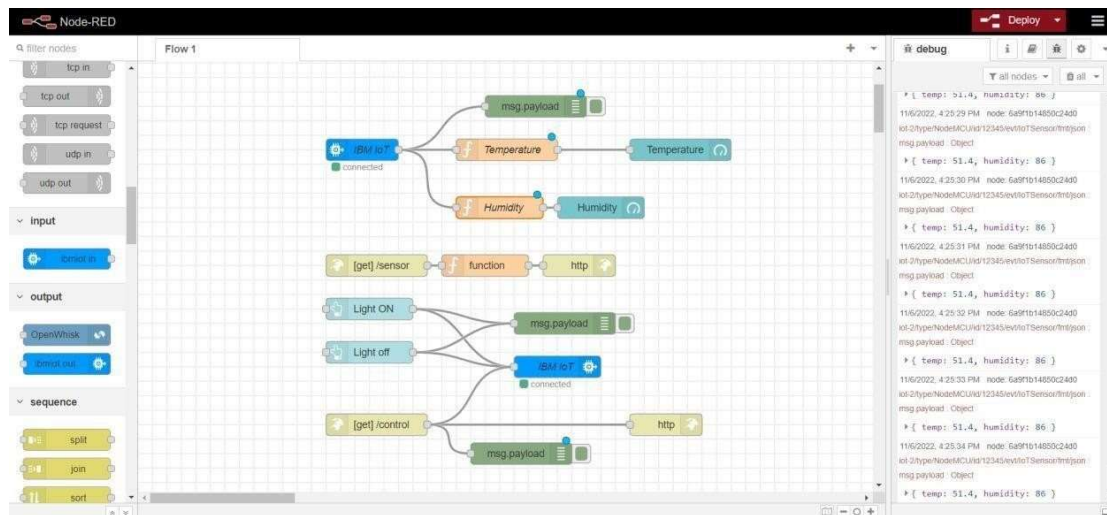 Node-RED
Deploy
filter nodes
tcp in
tcp out
tcp request
udp in
udp out
input
ibmiot in
output
OpenWhisk
ibmiot out
sequence
split
join
sort
Flow 1
msg.payload
IBM IoT
connected
Temperature
Temperature
Humidity
Humidity
[get] /sensor
function
http
Light ON
msg.payload
Light off
IBM IoT
connected
[get] /control
http
msg.payload
debug
all nodes
all
{ temp: 51.4, humidity: 86 }
11/6/2022, 4:25:29 PM node: 6a9f1b14850c24d0
iot-2/type/NodeMCU/id/12345/evt/IoTSensor/fmt/json :
msg.payload : Object
{ temp: 51.4, humidity: 86 }
11/6/2022, 4:25:30 PM node: 6a9f1b14850c24d0
iot-2/type/NodeMCU/id/12345/evt/IoTSensor/fmt/json :
msg.payload : Object
{ temp: 51.4, humidity: 86 }
11/6/2022, 4:25:31 PM node: 6a9f1b14850c24d0
iot-2/type/NodeMCU/id/12345/evt/IoTSensor/fmt/json :
msg.payload : Object
{ temp: 51.4, humidity: 86 }
11/6/2022, 4:25:32 PM node: 6a9f1b14850c24d0
iot-2/type/NodeMCU/id/12345/evt/IoTSensor/fmt/json :
msg.payload : Object
{ temp: 51.4, humidity: 86 }
11/6/2022, 4:25:33 PM node: 6a9f1b14850c24d0
iot-2/type/NodeMCU/id/12345/evt/IoTSensor/fmt/json :
msg.payload : Object
{ temp: 51.4, humidity: 86 }
11/6/2022, 4:25:34 PM node: 6a9f1b14850c24d0
iot-2/type/NodeMCU/id/12345/evt/IoTSensor/fmt/json :
msg.payload : Object
{ temp: 51.4, humidity: 86 }